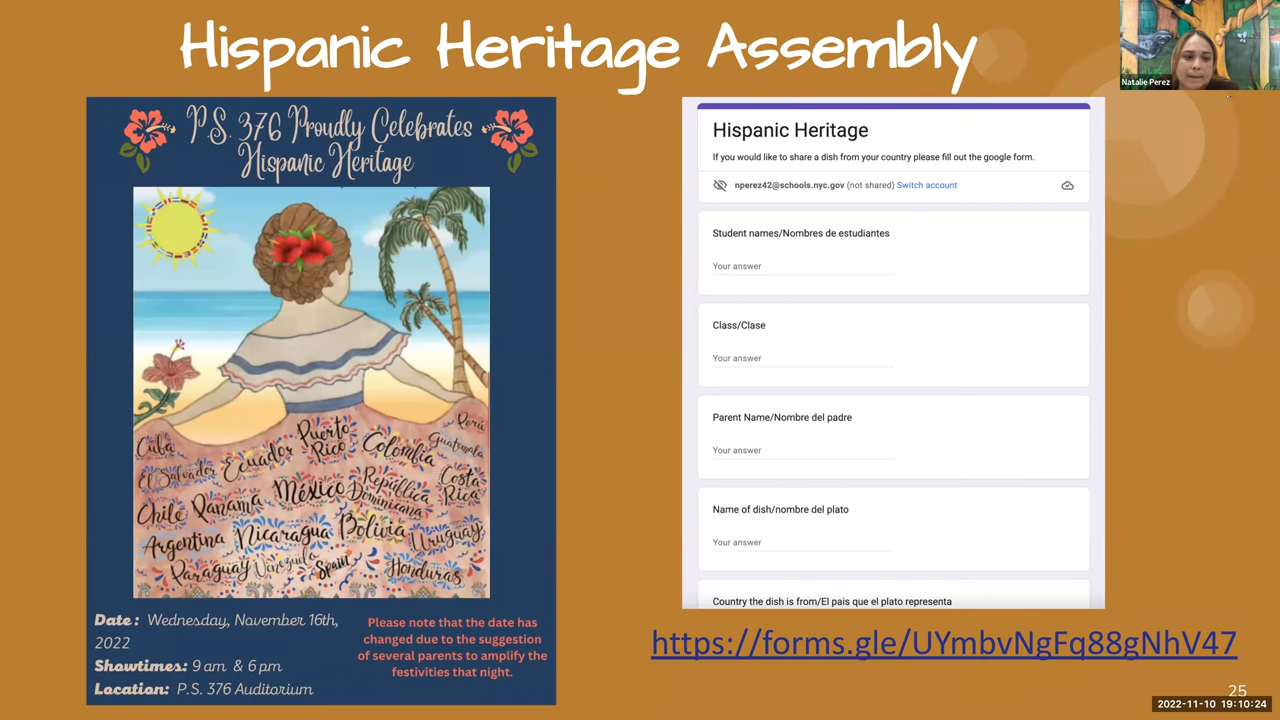 Hispanic Heritage Assembly
Natalie Perez
P.S. 376 Proudly Celebrates
Hispanic Heritage
Cuba
El Salvador
Ecuador
Puerto
Rico
Colombia
Perú
Guatemala
Chile
Panama
México
República
Dominicana
Costa
Rica
Argentina
Nicaragua
Bolivia
Uruguay
Paraguay
Venezuela
Spain
Honduras
Date: Wednesday, November 16th,
2022
Showtimes: 9 am & 6 pm
Location: P.S. 376 Auditorium
Please note that the date has
changed due to the suggestion
of several parents to amplify the
festivities that night.
Hispanic Heritage
If you would like to share a dish from your country please fill out the google form.
nperez42@schools.nyc.gov (not shared) Switch account
Student names/Nombres de estudiantes
Your answer
Class/Clase
Your answer
Parent Name/Nombre del padre
Your answer
Name of dish/nombre del plato
Your answer
Country the dish is from/El pais que el plato representa
https://forms.gle/UYmbvNgFq88gNhV47
25
2022-11-10 19:10:24